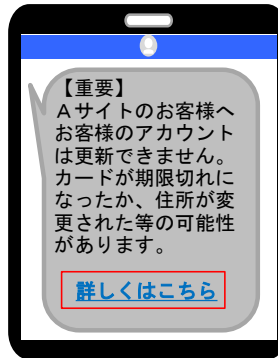 【重要】
Aサイトのお客様へ
お客様のアカウント
は更新できません。
カードが期限切れに
なったか、住所が変
更された等の可能性
があります。
詳しくはこちら